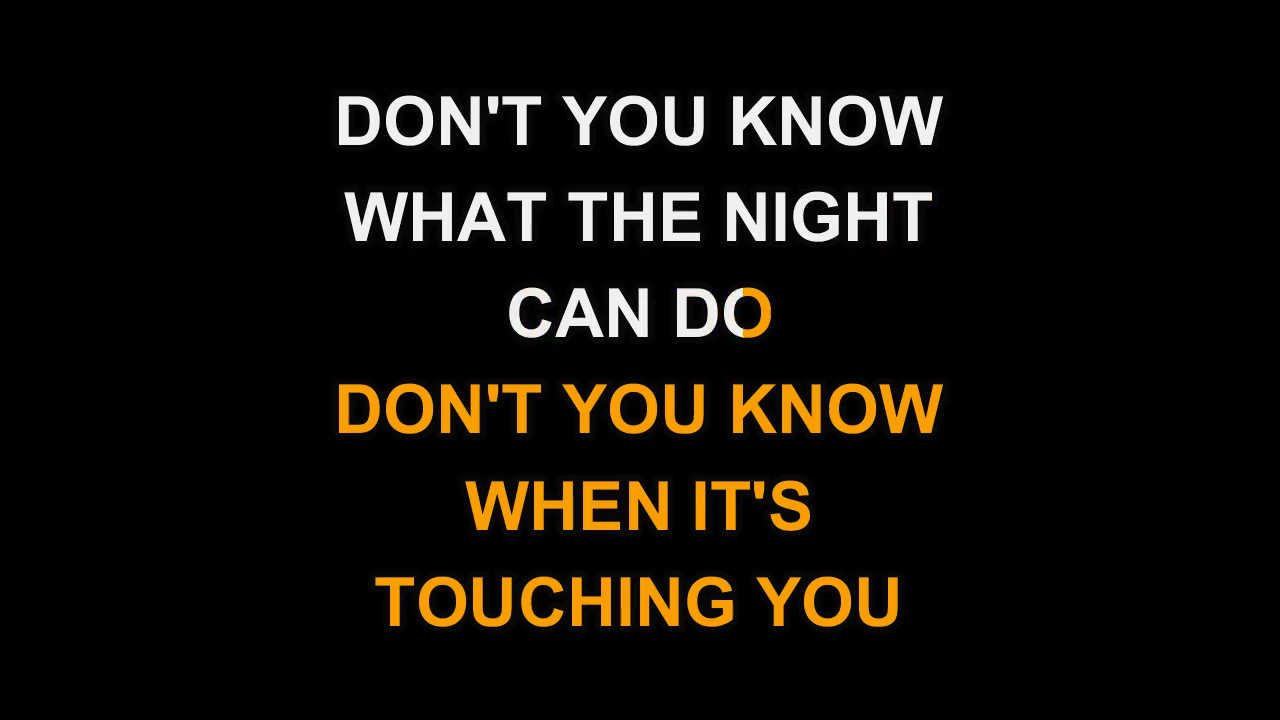 DON'T YOU KNOW
WHAT THE NIGHT
CAN DO
DON'T YOU KNOW
WHEN IT'S
TOUCHING YOU